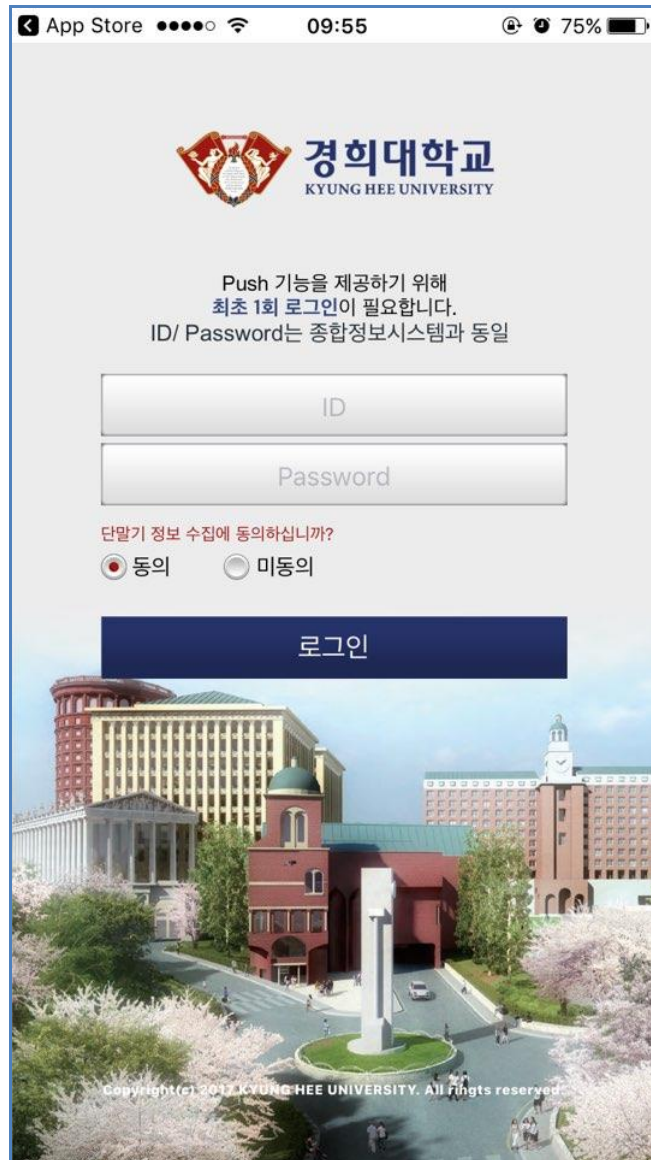 App Store 09:55 75%
경희대학교
KYUNG HEE UNIVERSITY
Push 기능을 제공하기 위해
최초 1회 로그인이 필요합니다.
ID/ Password는 종합정보시스템과 동일
ID
Password
단말기 정보 수집에 동의하십니까?
동의 미동의
로그인
Copyright(c) 2017 KYUNG HEE UNIVERSITY. All rihgts reserved.